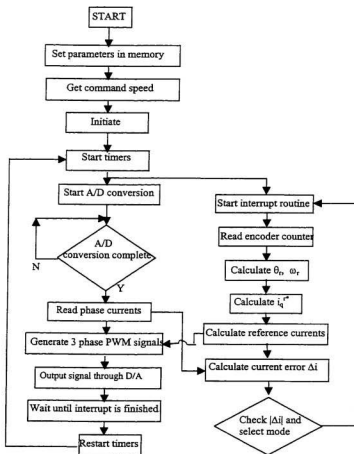 START
Set parameters in memory
Get command speed
Initiate
Start timers
Start A/D conversion
A/D
conversion complete
N
Y
Read phase currents
Generate 3 phase PWM signals
Output signal through D/A
Wait until interrupt is finished
Restart timers
Start interrupt routine
Read encoder counter
Calculate θr, ωr
Calculate iq^r*
Calculate reference currents
Calculate current error Δi
Check |Δi| and
select mode